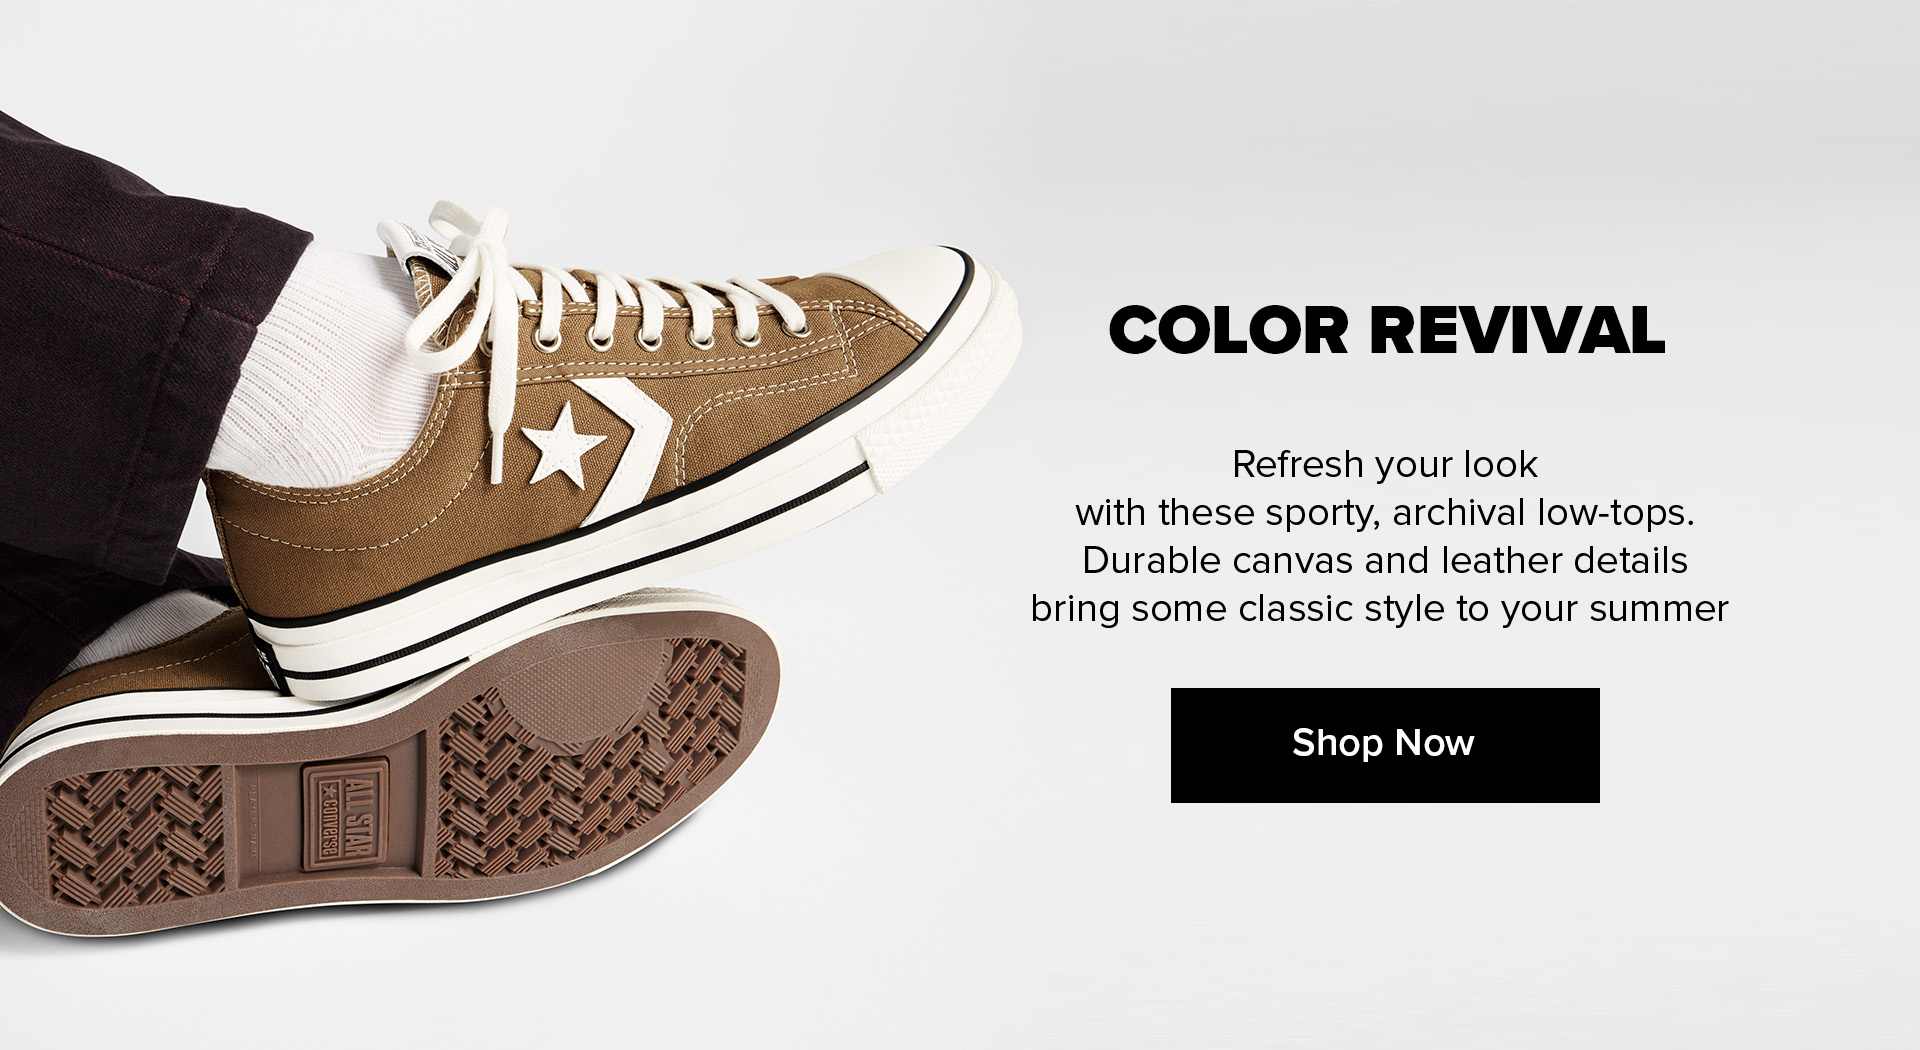 COLOR REVIVAL
Refresh your look
with these sporty, archival low-tops.
Durable canvas and leather details
bring some classic style to your summer
Shop Now
ALL STAR
CONVERSE